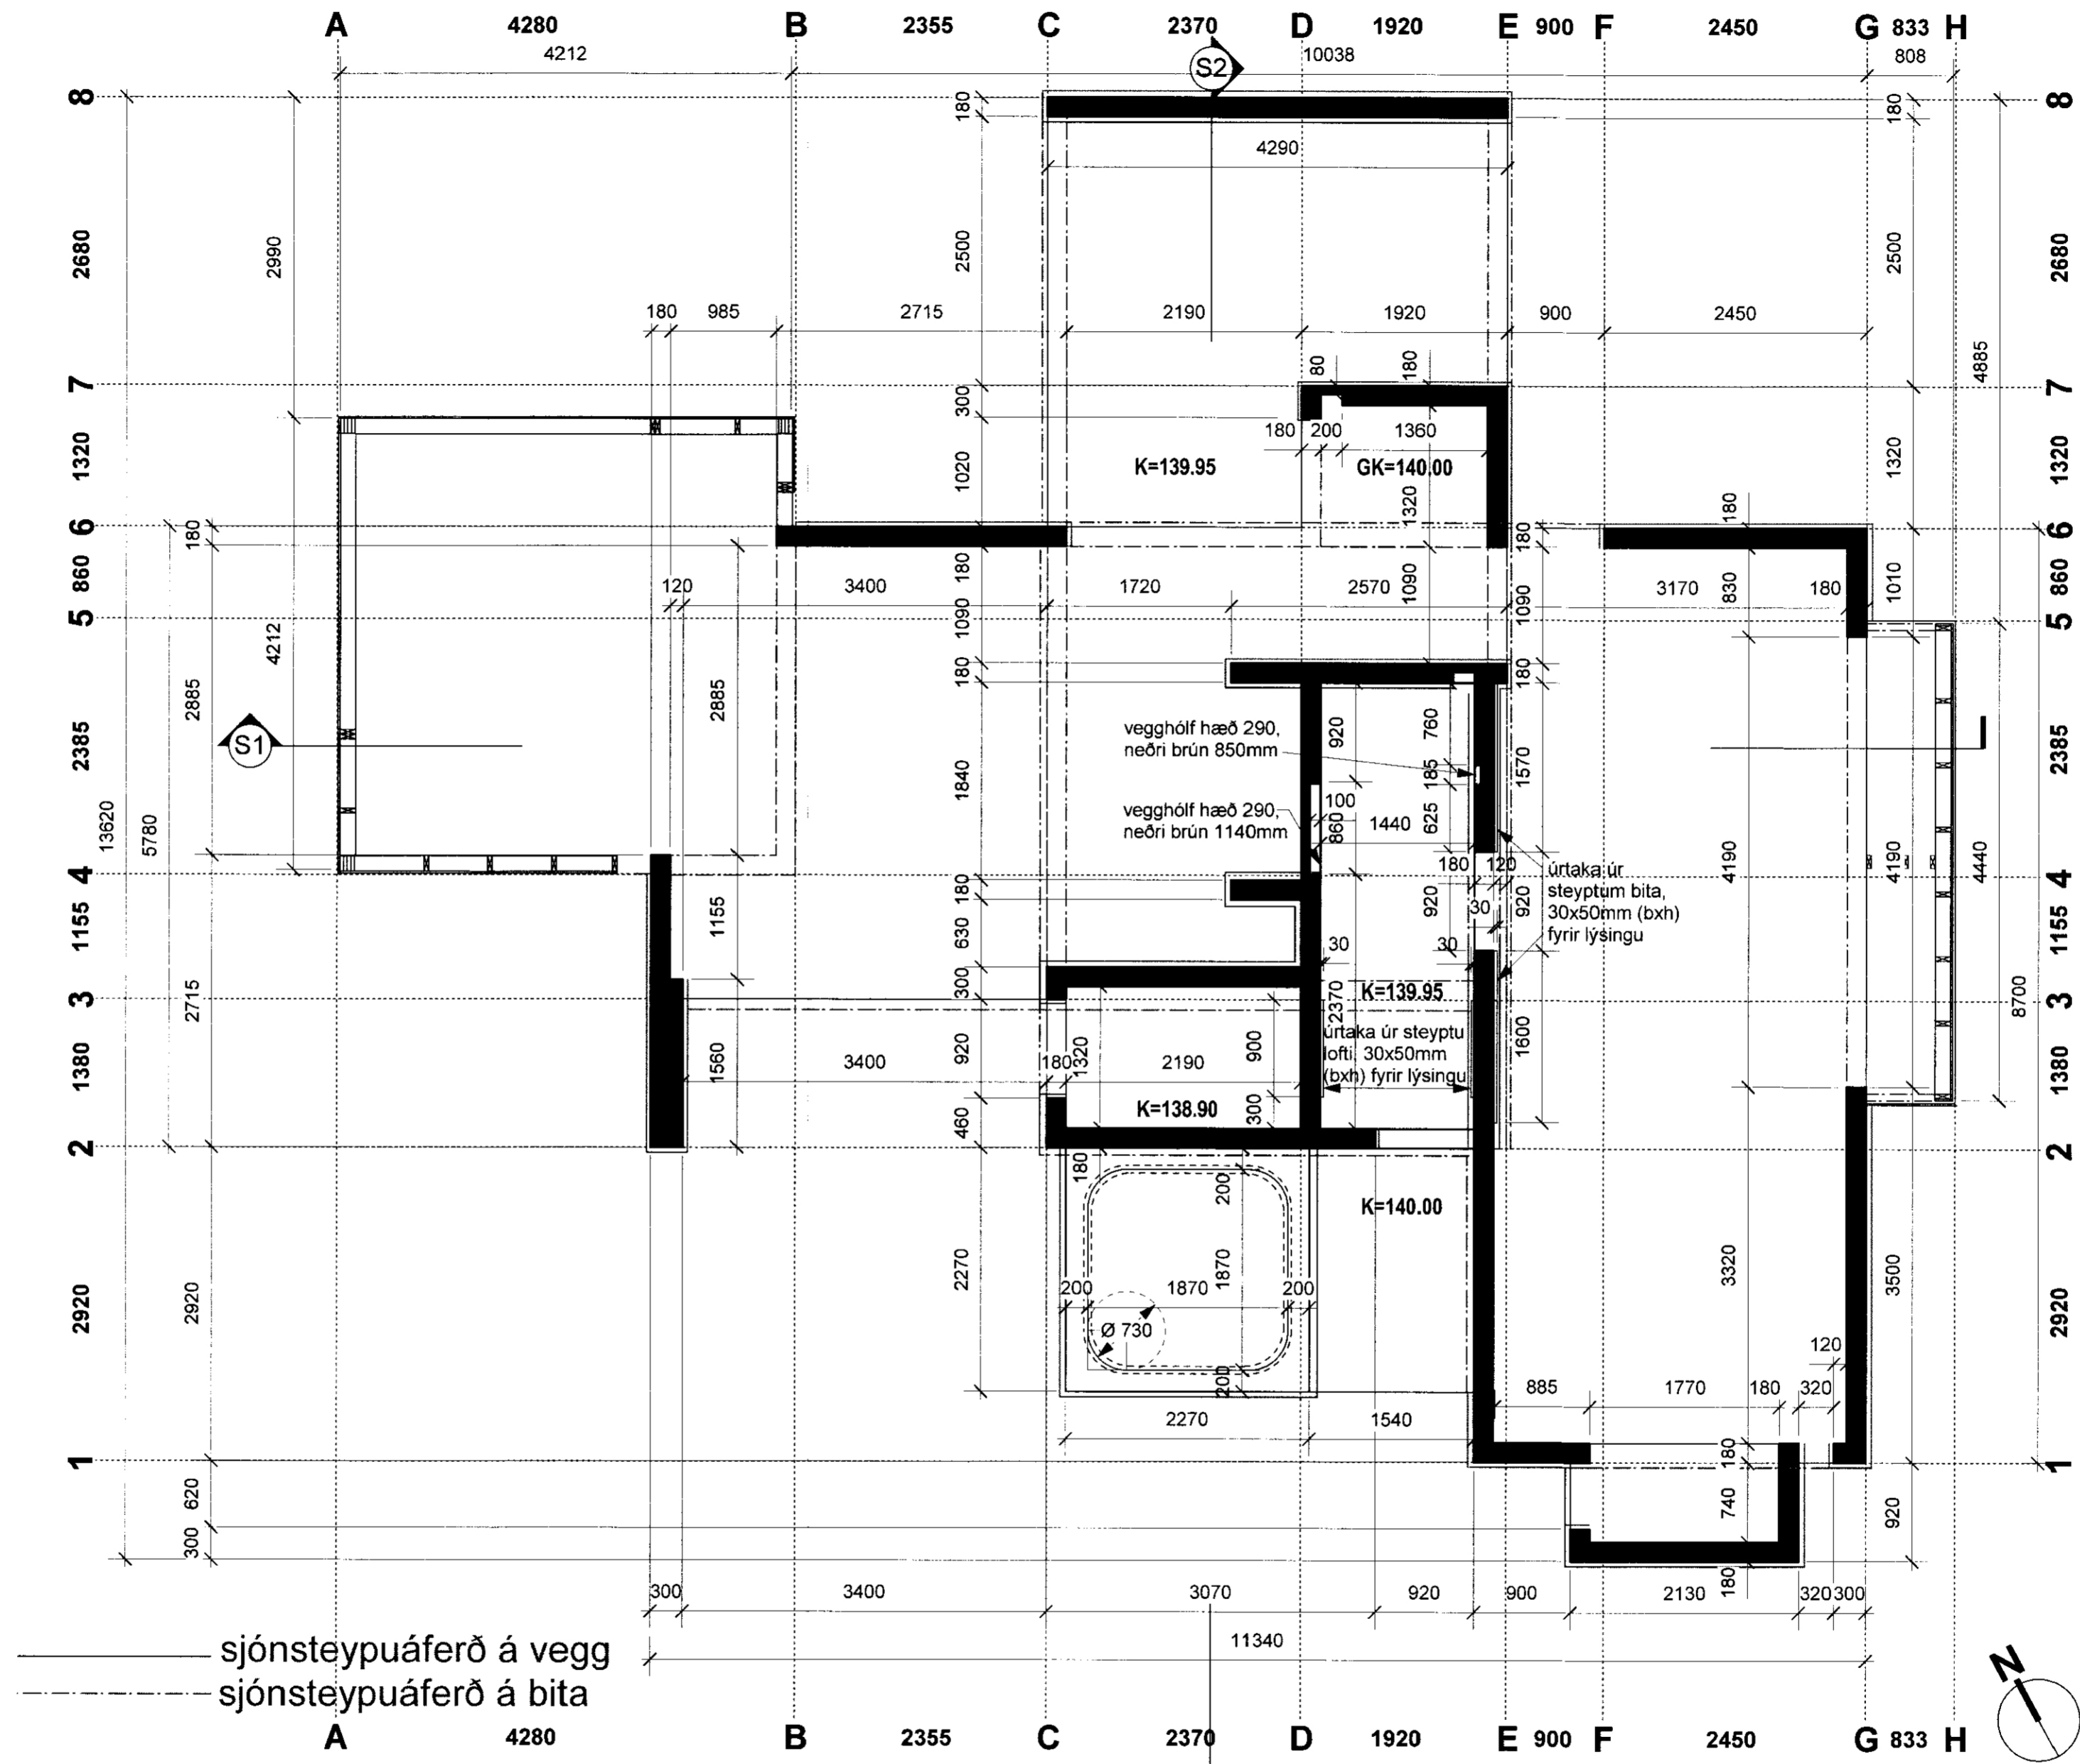 A 4280 B 2355 C 2370 D 1920 E 900 F 2450 G 833 H
4212 10038 808
S2
8 180 180 8
4290
2680 2990 2500 2500 2680
180 985 2715 2190 1920 900 2450
4885
7 300 80 180 7
180 200 1360
1320 1020 K=139.95 GK=140.00 1320 1320 1320
6 180 180 180 6
860 180 830 1010 860
120 3400 1720 2570 1090 3170 180
5 1090 1090 5
4212 180 180
2385 2885 2885 1840 920 760 1570 2385
S1
vegghólf hæð 290,
neðri brún 850mm
185
13620 5780
vegghólf hæð 290,
neðri brún 1140mm
100
860 1440 625
4190 4190 4440
180 120
4 180 4
úrtaka úr
steyptum bita,
30x50mm (bxh)
fyrir lýsingu
1155 1155 630 920 30 920 1155
30 30
3 2715 300 2370 K=139.95 8700 3
úrtaka úr steyptu
lofti, 30x50mm
(bxh) fyrir lýsingu
1380 1560 3400 920 180 1320 2190 900 1600 1380
460 K=138.90 300
2 2
180 200 K=140.00
2920 2920 2270 200 1870 1870 200 3320 3500 2920
Ø 730
120
200 885 1770 180 320
2270 1540
1 180 1
620 740 920
300 180
300 3400 3070 920 900 2130 320 300
11340
sjónsteypuáferð á vegg
sjónsteypuáferð á bita
N
A 4280 B 2355 C 2370 D 1920 E 900 F 2450 G 833 H